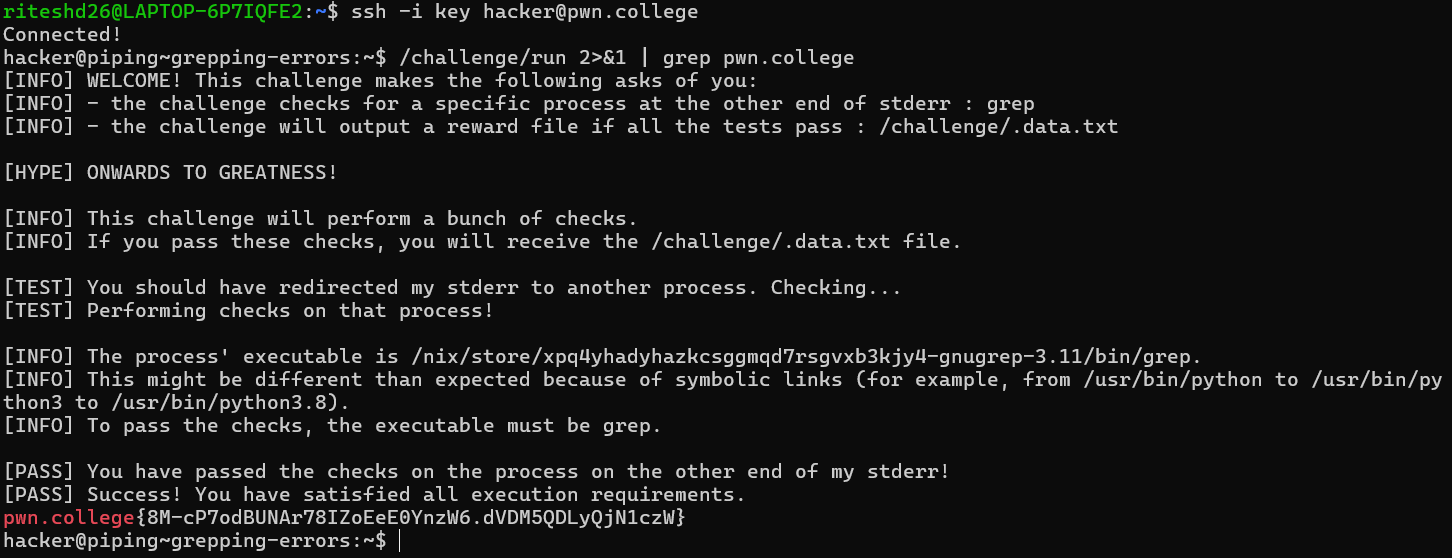 riteshd26@LAPTOP-6P7IQFE2:~$ ssh -i key hacker@pwn.college
Connected!
hacker@piping~grepping-errors:~$ /challenge/run 2>&1 | grep pwn.college
[INFO] WELCOME! This challenge makes the following asks of you:
[INFO] - the challenge checks for a specific process at the other end of stderr : grep
[INFO] - the challenge will output a reward file if all the tests pass : /challenge/.data.txt

[HYPE] ONWARDS TO GREATNESS!

[INFO] This challenge will perform a bunch of checks.
[INFO] If you pass these checks, you will receive the /challenge/.data.txt file.

[TEST] You should have redirected my stderr to another process. Checking...
[TEST] Performing checks on that process!

[INFO] The process' executable is /nix/store/xpq4yhadyhazkcsggmqd7rsgvxb3kjy4-gnugrep-3.11/bin/grep.
[INFO] This might be different than expected because of symbolic links (for example, from /usr/bin/python to /usr/bin/py
thon3 to /usr/bin/python3.8).
[INFO] To pass the checks, the executable must be grep.

[PASS] You have passed the checks on the process on the other end of my stderr!
[PASS] Success! You have satisfied all execution requirements.
pwn.college{8M-cP7odBUNAr78IZoEeE0YnzW6.dVDM5QDLyQjN1czW}
hacker@piping~grepping-errors:~$